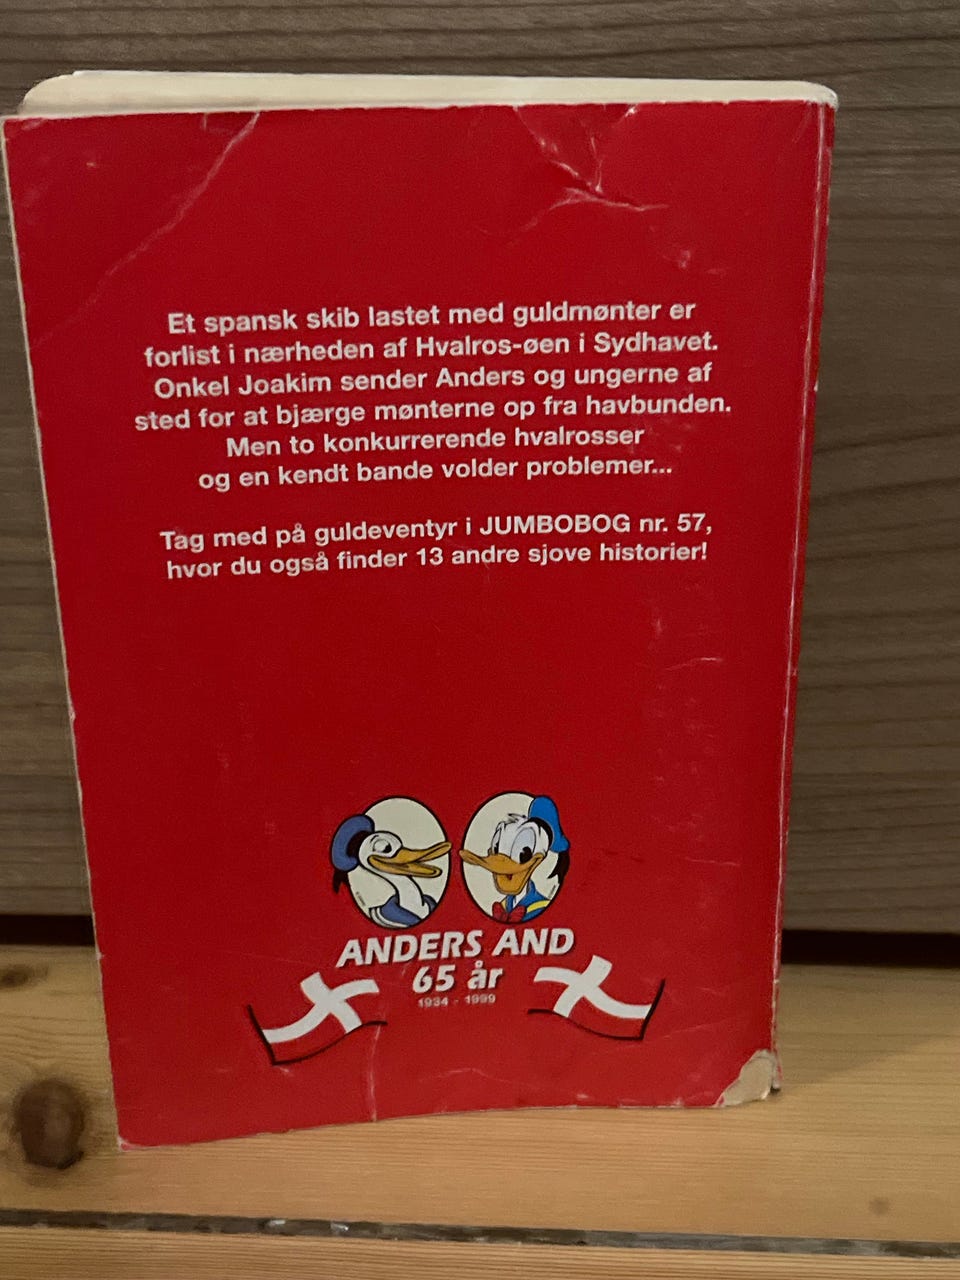 Et spansk skib lastet med guldmønter er
forlist i nærheden af Hvalros-øen i Sydhavet.
Onkel Joakim sender Anders og ungerne af
sted for at bjærge mønterne op fra havbunden.
Men to konkurrerende hvalrosser
og en kendt bande volder problemer...
Tag med på guldeventyr i JUMBOBOG nr. 57,
hvor du også finder 13 andre sjove historier!
ANDERS AND
65 år
1934 - 1999